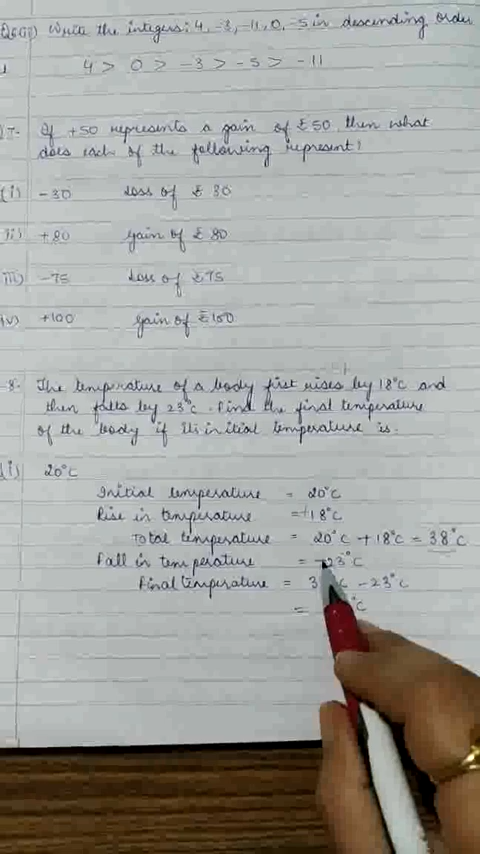 Write the integers: 4, -3, -11, 0, -5 in descending order
4 > 0 > -3 > -5 > -11
7- If +50 represents a gain of ₹50, then what
does each of the following represent?
(i) -30 Loss of ₹ 30
ii) +80 gain of ₹ 80
iii) -75 Loss of ₹75
iv) +100 gain of ₹100
8- The temperature of a body first rises by 18°C and
then falls by 23°C. Find the final temperature
of the body if its initial temperature is.
(i) 20°C
Initial temperature = 20°C
Rise in temperature = +18°C
Total temperature = 20°C + 18°C = 38°C
Fall in temperature = -23°C
Final temperature = 3 °C - 23°C
= °C